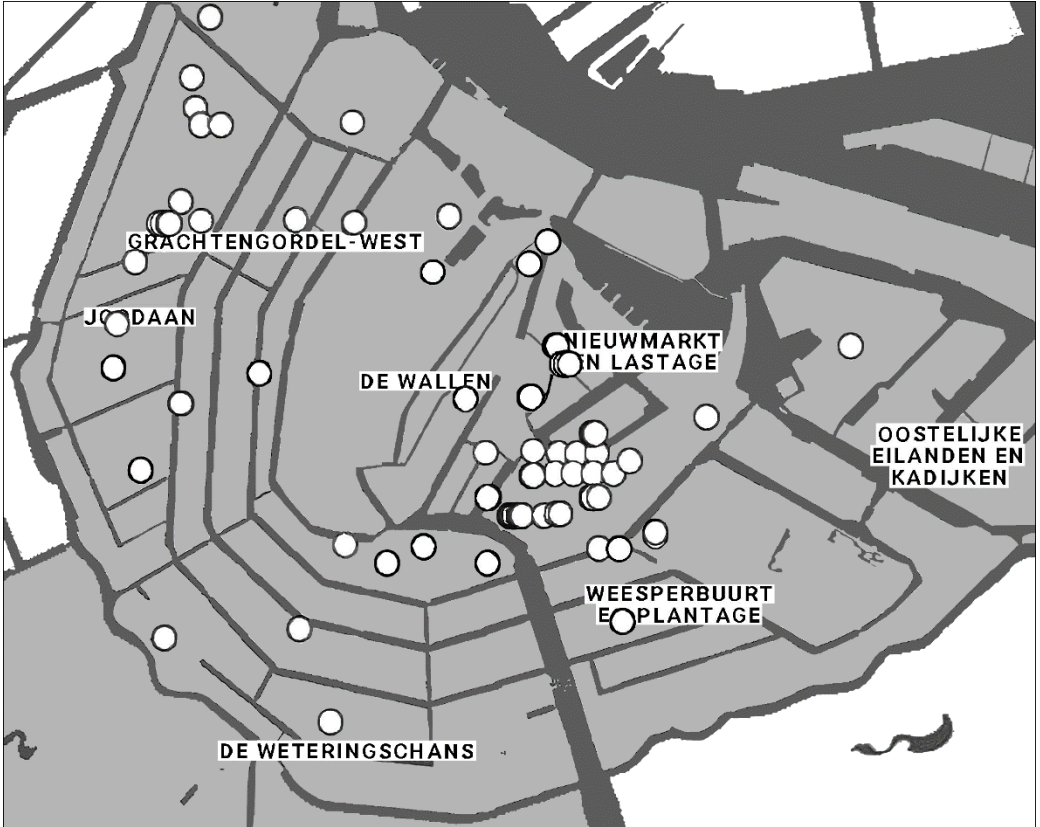 GRACHTENGORDEL-WEST
JORDAAN
NIEUWMARKT
EN LASTAGE
DE WALLEN
OOSTELIJKE
EILANDEN EN
KADIJKEN
WEESPERBUURT
EN PLANTAGE
DE WETERINGSCHANS